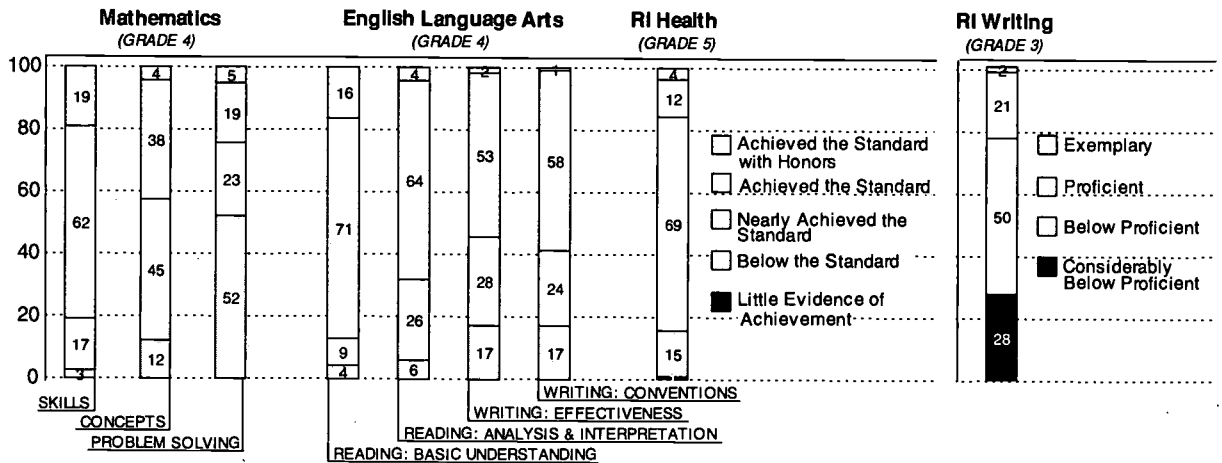 Mathematics
(GRADE 4)
English Language Arts
(GRADE 4)
RI Health
(GRADE 5)
RI Writing
(GRADE 3)
100
80
60
40
20
0
19
62
17
3
4
38
45
12
5
19
23
52
16
71
9
4
4
64
26
6
2
53
28
17
1
58
24
17
4
12
69
15
Achieved the Standard
with Honors
Achieved the Standard
Nearly Achieved the
Standard
Below the Standard
Little Evidence of
Achievement
2
21
50
28
Exemplary
Proficient
Below Proficient
Considerably
Below Proficient
SKILLS
CONCEPTS
PROBLEM SOLVING
WRITING: CONVENTIONS
WRITING: EFFECTIVENESS
READING: ANALYSIS & INTERPRETATION
READING: BASIC UNDERSTANDING